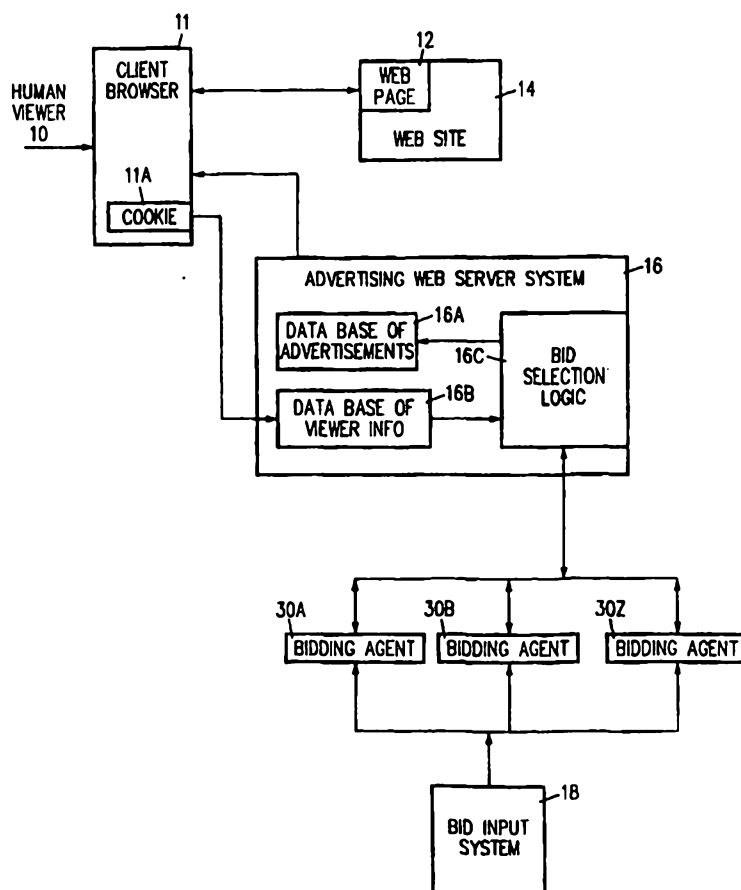 11
CLIENT
BROWSER
12
WEB
PAGE
14
WEB SITE
HUMAN
VIEWER
10
11A
COOKIE
ADVERTISING WEB SERVER SYSTEM
16
DATA BASE OF
ADVERTISEMENTS
16A
16C
BID
SELECTION
LOGIC
DATA BASE OF
VIEWER INFO
16B
30A
BIDDING AGENT
30B
BIDDING AGENT
30Z
BIDDING AGENT
18
BID INPUT
SYSTEM